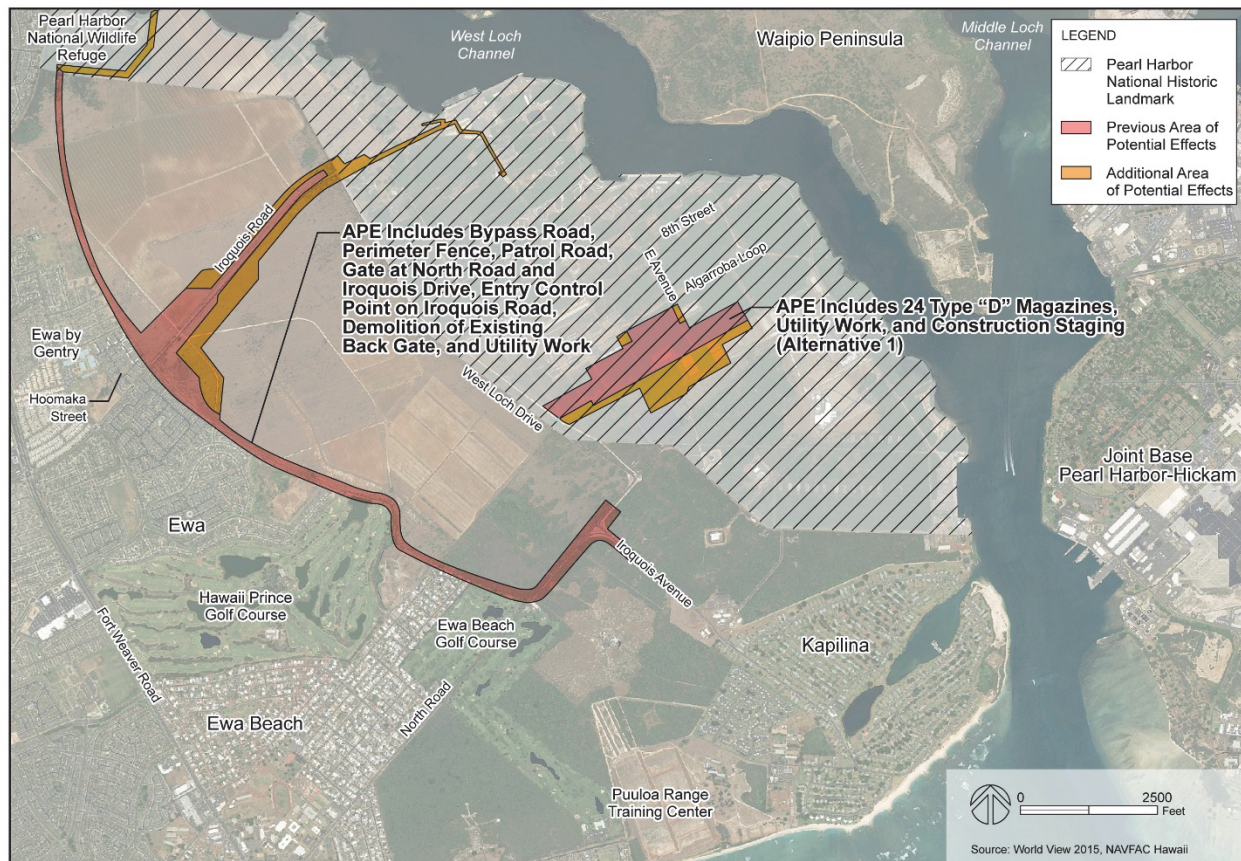 Pearl Harbor
National Wildlife
Refuge
West Loch
Channel
Waipio Peninsula
Middle Loch
Channel
LEGEND
Pearl Harbor
National Historic
Landmark
Previous Area of
Potential Effects
Additional Area
of Potential Effects
Iroquois Road
8th Street
E Avenue
Algarroba Loop
APE Includes Bypass Road,
Perimeter Fence, Patrol Road,
Gate at North Road and
Iroquois Drive, Entry Control
Point on Iroquois Road,
Demolition of Existing
Back Gate, and Utility Work
APE Includes 24 Type “D” Magazines,
Utility Work, and Construction Staging
(Alternative 1)
Ewa by
Gentry
Hoomaka
Street
West Loch Drive
Joint Base
Pearl Harbor-Hickam
Ewa
Iroquois Avenue
Hawaii Prince
Golf Course
Ewa Beach
Golf Course
Kapilina
Fort Weaver Road
North Road
Ewa Beach
Puuloa Range
Training Center
0 2500
Feet
Source: World View 2015, NAVFAC Hawaii